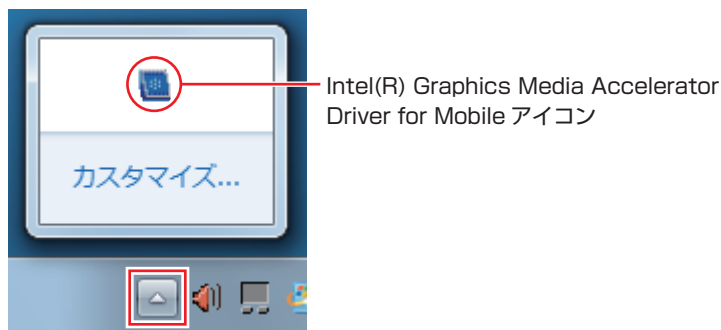 Intel(R) Graphics Media Accelerator
Driver for Mobile アイコン
カスタマイズ...